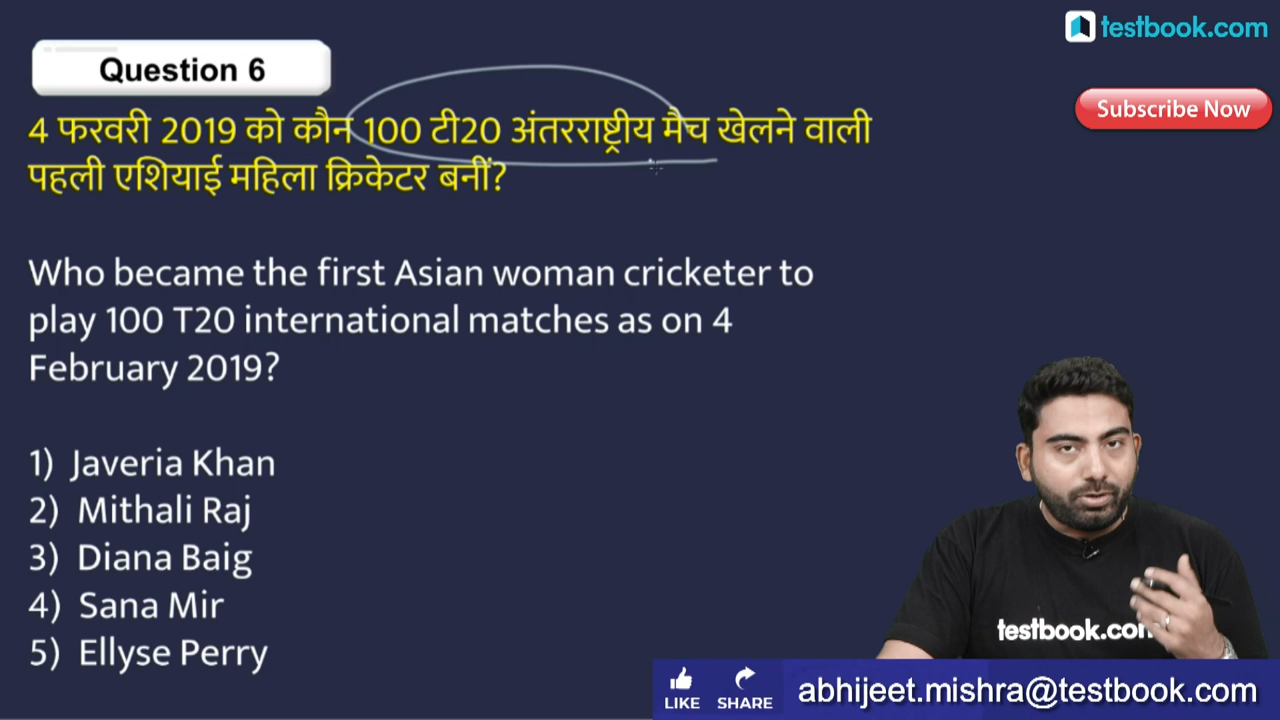 testbook.com
Question 6
Subscribe Now
4 फरवरी 2019 को कौन 100 टी20 अंतरराष्ट्रीय मैच खेलने वाली
पहली एशियाई महिला क्रिकेटर बनीं?
Who became the first Asian woman cricketer to
play 100 T20 international matches as on 4
February 2019?
1) Javeria Khan
2) Mithali Raj
3) Diana Baig
4) Sana Mir
5) Ellyse Perry
testbook.com
LIKE SHARE abhijeet.mishra@testbook.com